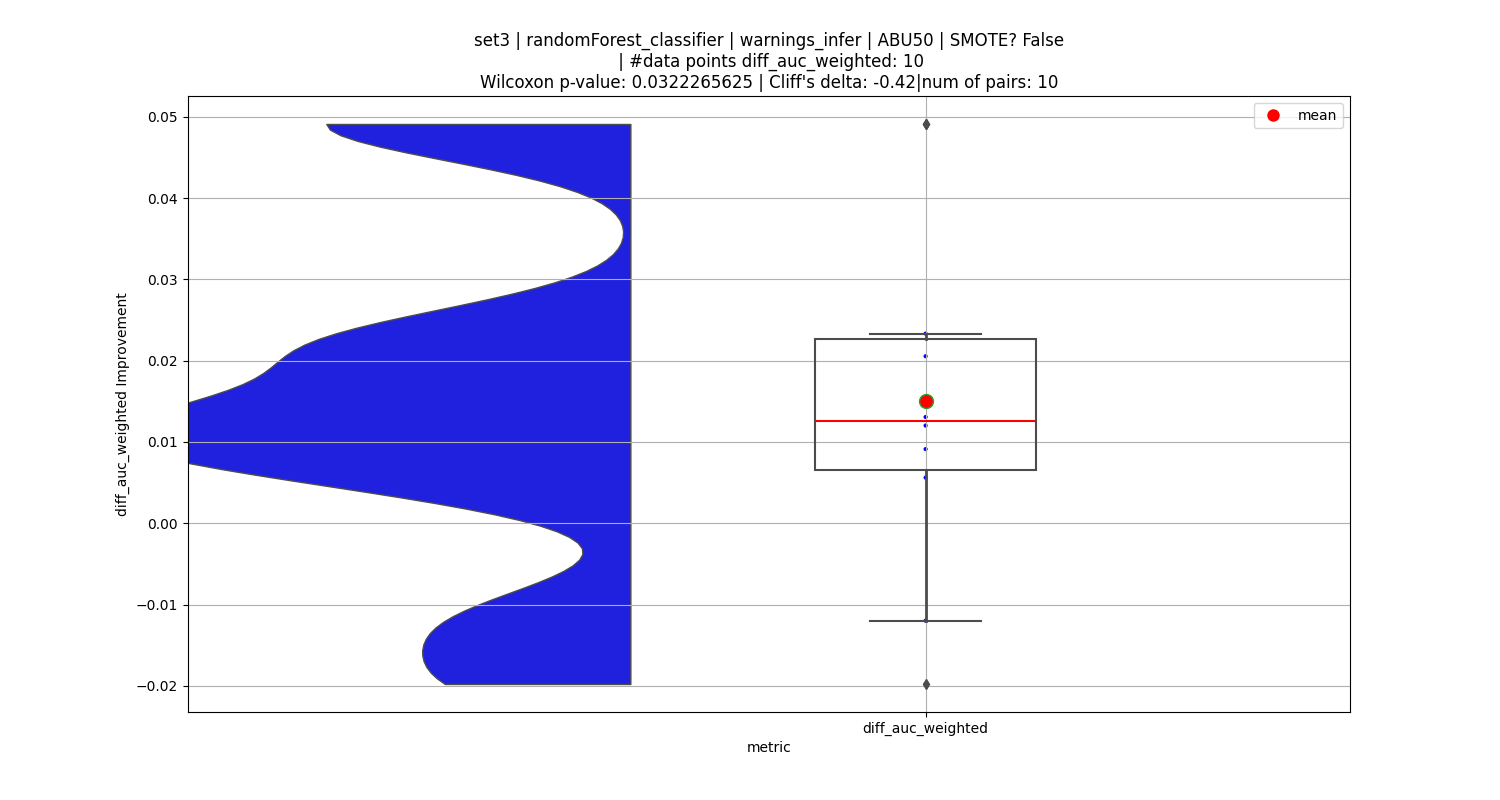 set3 | randomForest_classifier | warnings_infer | ABU50 | SMOTE? False
| #data points diff_auc_weighted: 10
Wilcoxon p-value: 0.0322265625 | Cliff's delta: -0.42|num of pairs: 10
mean
0.05
0.04
0.03
0.02
0.01
0.00
−0.01
−0.02
diff_auc_weighted Improvement
diff_auc_weighted
metric